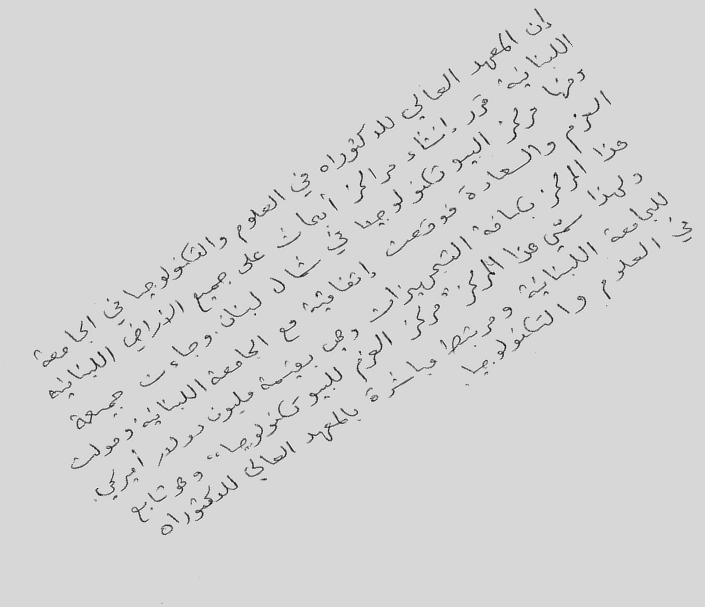 إن المعهد العالي للدكتوراه في العلوم والتكنولوجيا في الجامعة
اللبنانية، قرر إنشاء مراكز أبحاث على جميع الأراضي اللبنانية
ومنها مركز البيوتكنولوجيا في شمال لبنان. وجاءت جمعية
العزم والسعادة فوقعت إتفاقية مع الجامعة اللبنانية ومولت
هذا المركز بكافة التجهيزات وهي بقيمة مليون دولار أميركي.
ولهذا سمّي هذا المركز "مركز العزم للبيوتكنولوجيا"، وهو تابع
للجامعة اللبنانية ومرتبط مباشرة بالمعهد العالي للدكتوراه
في العلوم والتكنولوجيا.